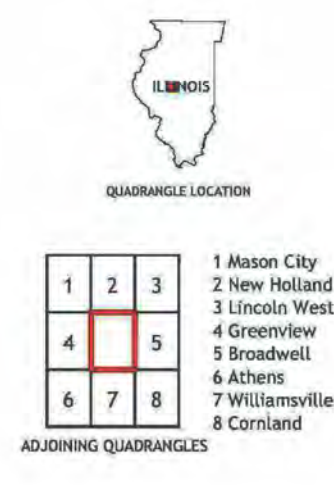 ILLINOIS
QUADRANGLE LOCATION
1 2 3
4 5
6 7 8
1 Mason City
2 New Holland
3 Lincoln West
4 Greenview
5 Broadwell
6 Athens
7 Williamsville
8 Cornland
ADJOINING QUADRANGLES